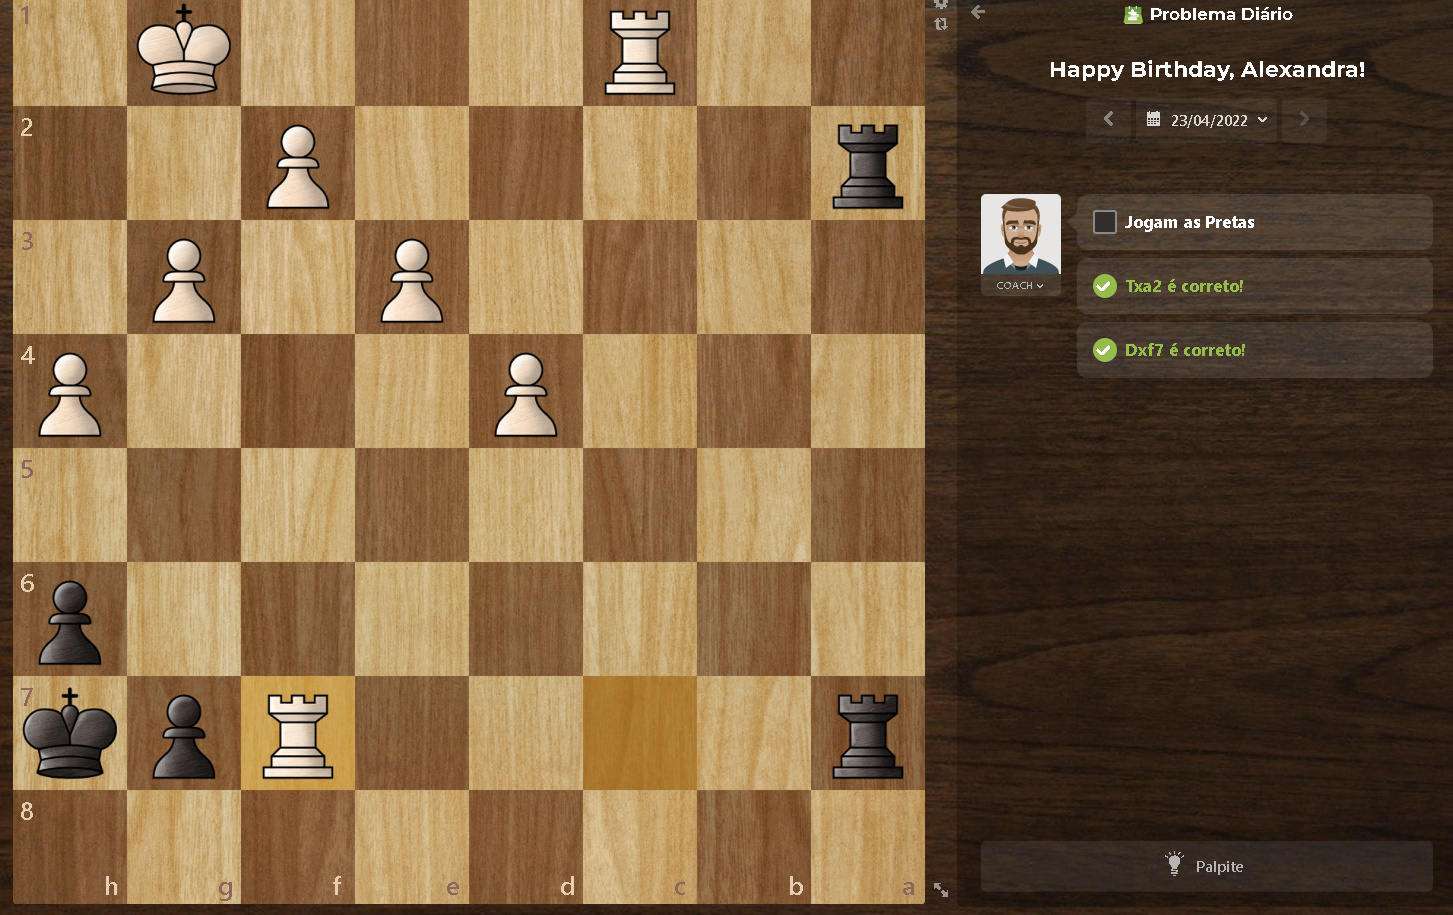 Problema Diário
Happy Birthday, Alexandra!
23/04/2022
Jogam as Pretas
COACH
Txa2 é correto!
Dxf7 é correto!
Palpite
1
2
3
4
5
6
7
8
h g f e d c b a